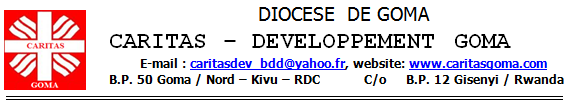 DIOCESE DE GOMA
CARITAS – DEVELOPPEMENT GOMA
E-mail : caritasdev_bdd@yahoo.fr, website: www.caritasgoma.com
B.P. 50 Goma / Nord – Kivu – RDC C/o B.P. 12 Gisenyi / Rwanda
CARITAS
GOMA